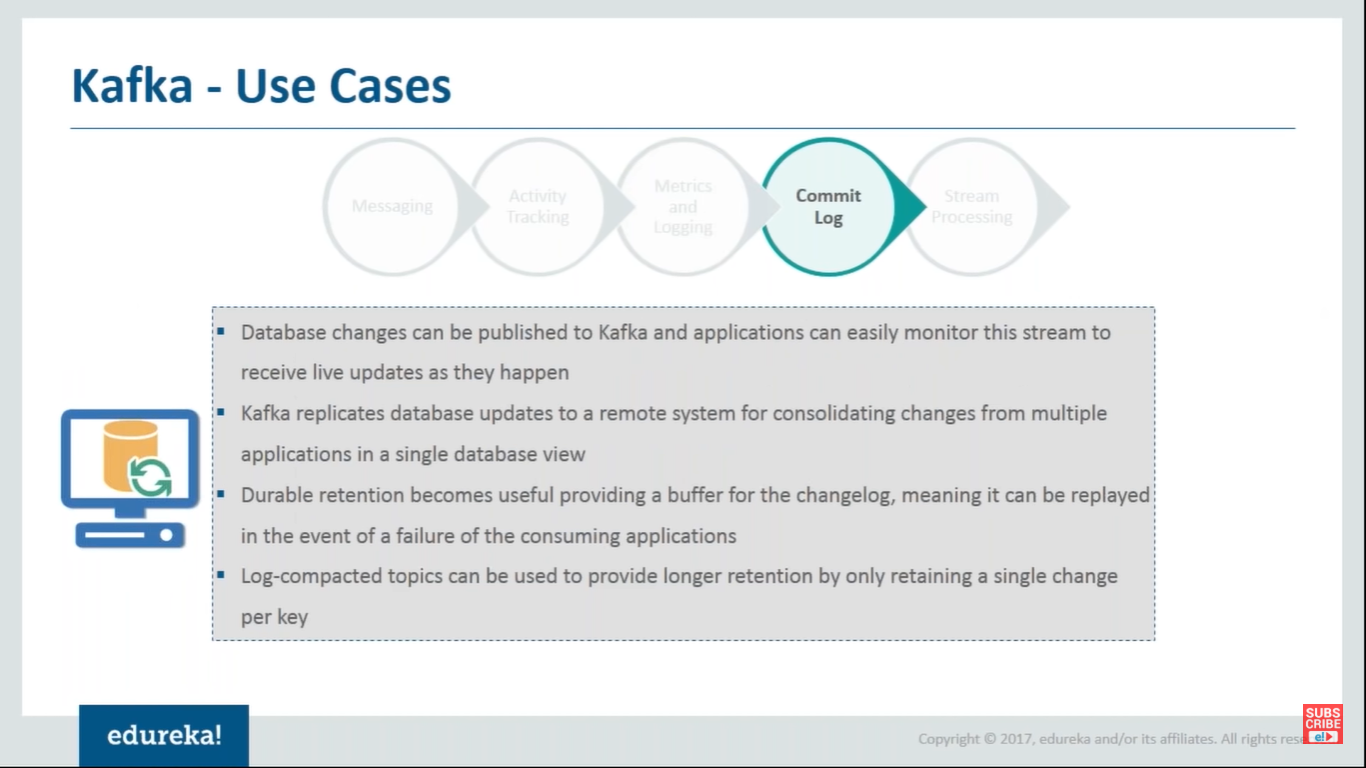 Kafka - Use Cases
Messaging
Activity
Tracking
Metrics
and
Logging
Commit
Log
Stream
Processing
▪ Database changes can be published to Kafka and applications can easily monitor this stream to
receive live updates as they happen
▪ Kafka replicates database updates to a remote system for consolidating changes from multiple
applications in a single database view
▪ Durable retention becomes useful providing a buffer for the changelog, meaning it can be replayed
in the event of a failure of the consuming applications
▪ Log-compacted topics can be used to provide longer retention by only retaining a single change
per key
edureka!
Copyright © 2017, edureka and/or its affiliates. All rights
SUBS
CRIBE
e!